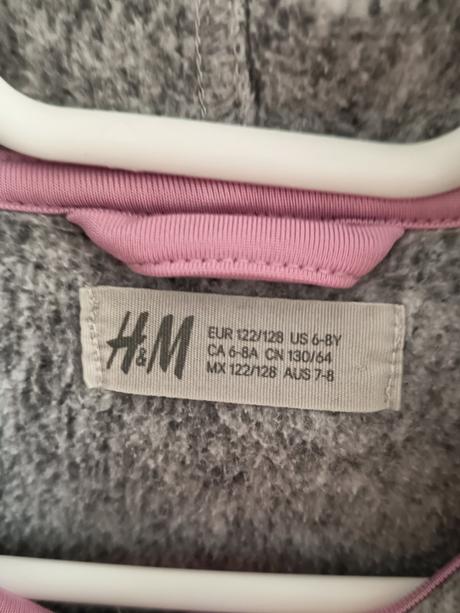 H&M
EUR 122/128 US 6-8Y
CA 6-8A CN 130/64
MX 122/128 AUS 7-8